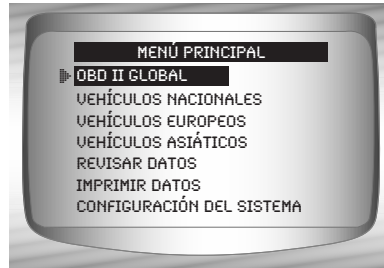 MENÚ PRINCIPAL
OBD II GLOBAL
VEHÍCULOS NACIONALES
VEHÍCULOS EUROPEOS
VEHÍCULOS ASIÁTICOS
REVISAR DATOS
IMPRIMIR DATOS
CONFIGURACIÓN DEL SISTEMA